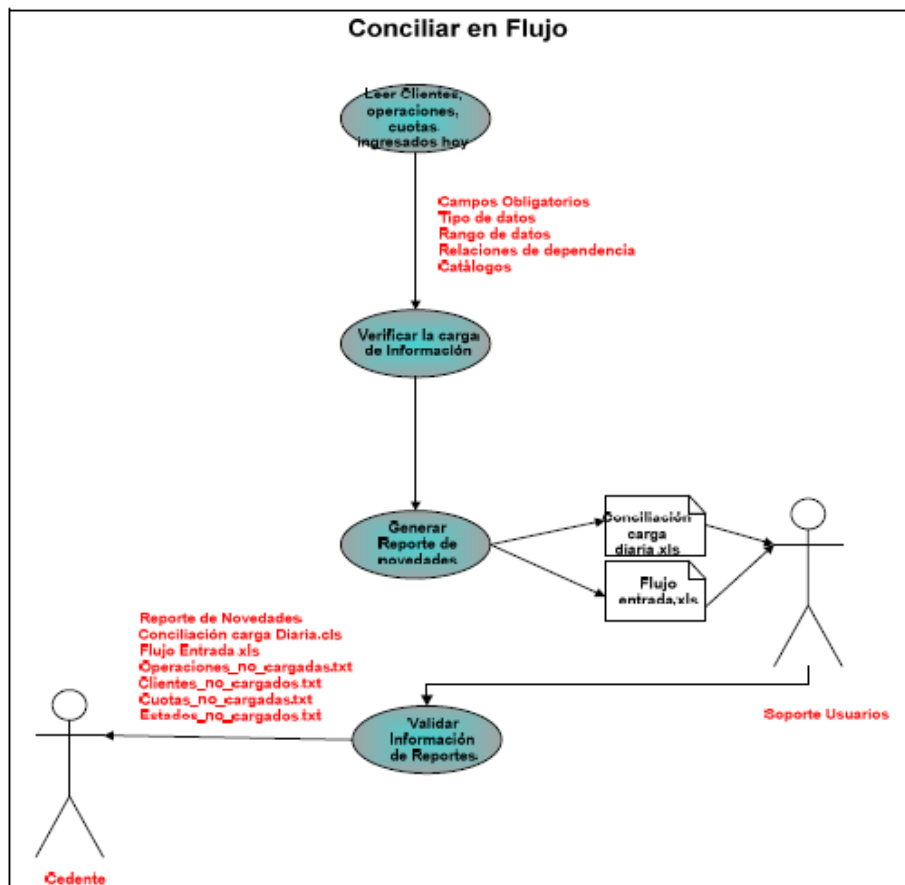 Conciliar en Flujo
Leer Clientes,
operaciones,
cuotas
ingresados hoy
Campos Obligatorios
Tipo de datos
Rango de datos
Relaciones de dependencia
Catálogos
Verificar la carga
de Información
Generar
Reporte de
novedades
Conciliación
carga
diaria.xls
Flujo
entrada.xls
Soporte Usuarios
Reporte de Novedades
Conciliación carga Diaria.cls
Flujo Entrada.xls
Operaciones_no_cargadas.txt
Clientes_no_cargados.txt
Cuotas_no_cargadas.txt
Estados_no_cargados.txt
Validar
Información
de Reportes
Cedente